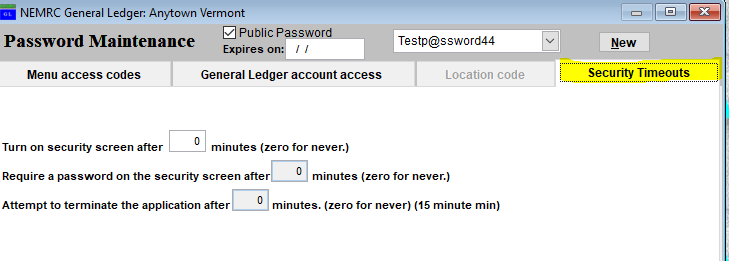 NEMRC General Ledger: Anytown Vermont
GL
Password Maintenance
Public Password
Expires on: / /
Testp@ssword44
New
Menu access codes
General Ledger account access
Location code
Security Timeouts
Turn on security screen after 0 minutes (zero for never.)
Require a password on the security screen after 0 minutes (zero for never.)
Attempt to terminate the application after 0 minutes. (zero for never) (15 minute min)